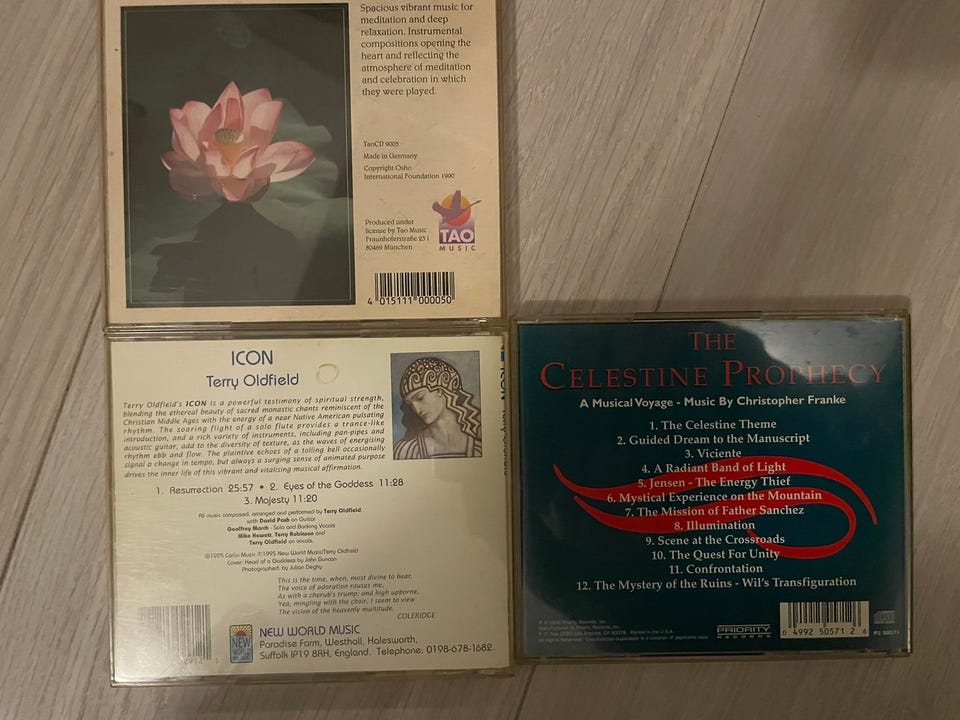 Spacious vibrant music for
meditation and deep
relaxation. Instrumental
compositions opening the
heart and reflecting the
atmosphere of meditation
and celebration in which
they were played.
TaoCD 9005
Made in Germany
Copyright Osho
International Foundation 1990
Produced under
license by Tao Music
Fraunhoferstraße 23 l
80469 München
TAO
MUSIC
4 015111 000050
ICON
Terry Oldfield
Terry Oldfield's ICON is a powerful testimony of spiritual strength,
blending the ethereal beauty of sacred monastic chants reminiscent of the
Christian Middle Ages with the energy of a near Native American pulsating
rhythm. The soaring flight of a solo flute provides a trance-like
introduction, and a rich variety of instruments, including pan-pipes and
acoustic guitar, add to the diversity of texture, as the waves of energising
rhythm ebb and flow. The plaintive echoes of a tolling bell occasionally
signal a change in tempo, but always a surging sense of animated purpose
drives the inner life of this vibrant and vitalising musical affirmation.
1. Resurrection 25:57 • 2. Eyes of the Goddess 11:28
3. Majesty 11:20
All music composed, arranged and performed by Terry Oldfield.
with David Pash on Guitar
Geoffrey March - Solo and Backing Vocals
Mike Hewett, Terry Robinson and
Terry Oldfield on vocals.
©1995 Carlin Music ℗1995 New World Music/Terry Oldfield
Cover: Head of a Goddess by John Duncan
Photographed: by Julian Deghy
This is the time, when, most divine to hear,
The voice of adoration rouses me,
As with a cherub's trump: and high upborne,
Yea, mingling with the choir, I seem to view
The vision of the heavenly multitude.
COLERIDGE
NEW WORLD MUSIC
NEW WORLD MUSIC
Paradise Farm, Westhall, Halesworth,
Suffolk IP19 8RH, England. Telephone: 0198-678-1682.
THE
CELESTINE PROPHECY
A Musical Voyage - Music By Christopher Franke
1. The Celestine Theme
2. Guided Dream to the Manuscript
3. Viciente
4. A Radiant Band of Light
5. Jensen - The Energy Thief
6. Mystical Experience on the Mountain
7. The Mission of Father Sanchez
8. Illumination
9. Scene at the Crossroads
10. The Quest For Unity
11. Confrontation
12. The Mystery of the Ruins - Wil's Transfiguration
PRIORITY
RECORDS
0 4992 50571 2 6
P2 50571